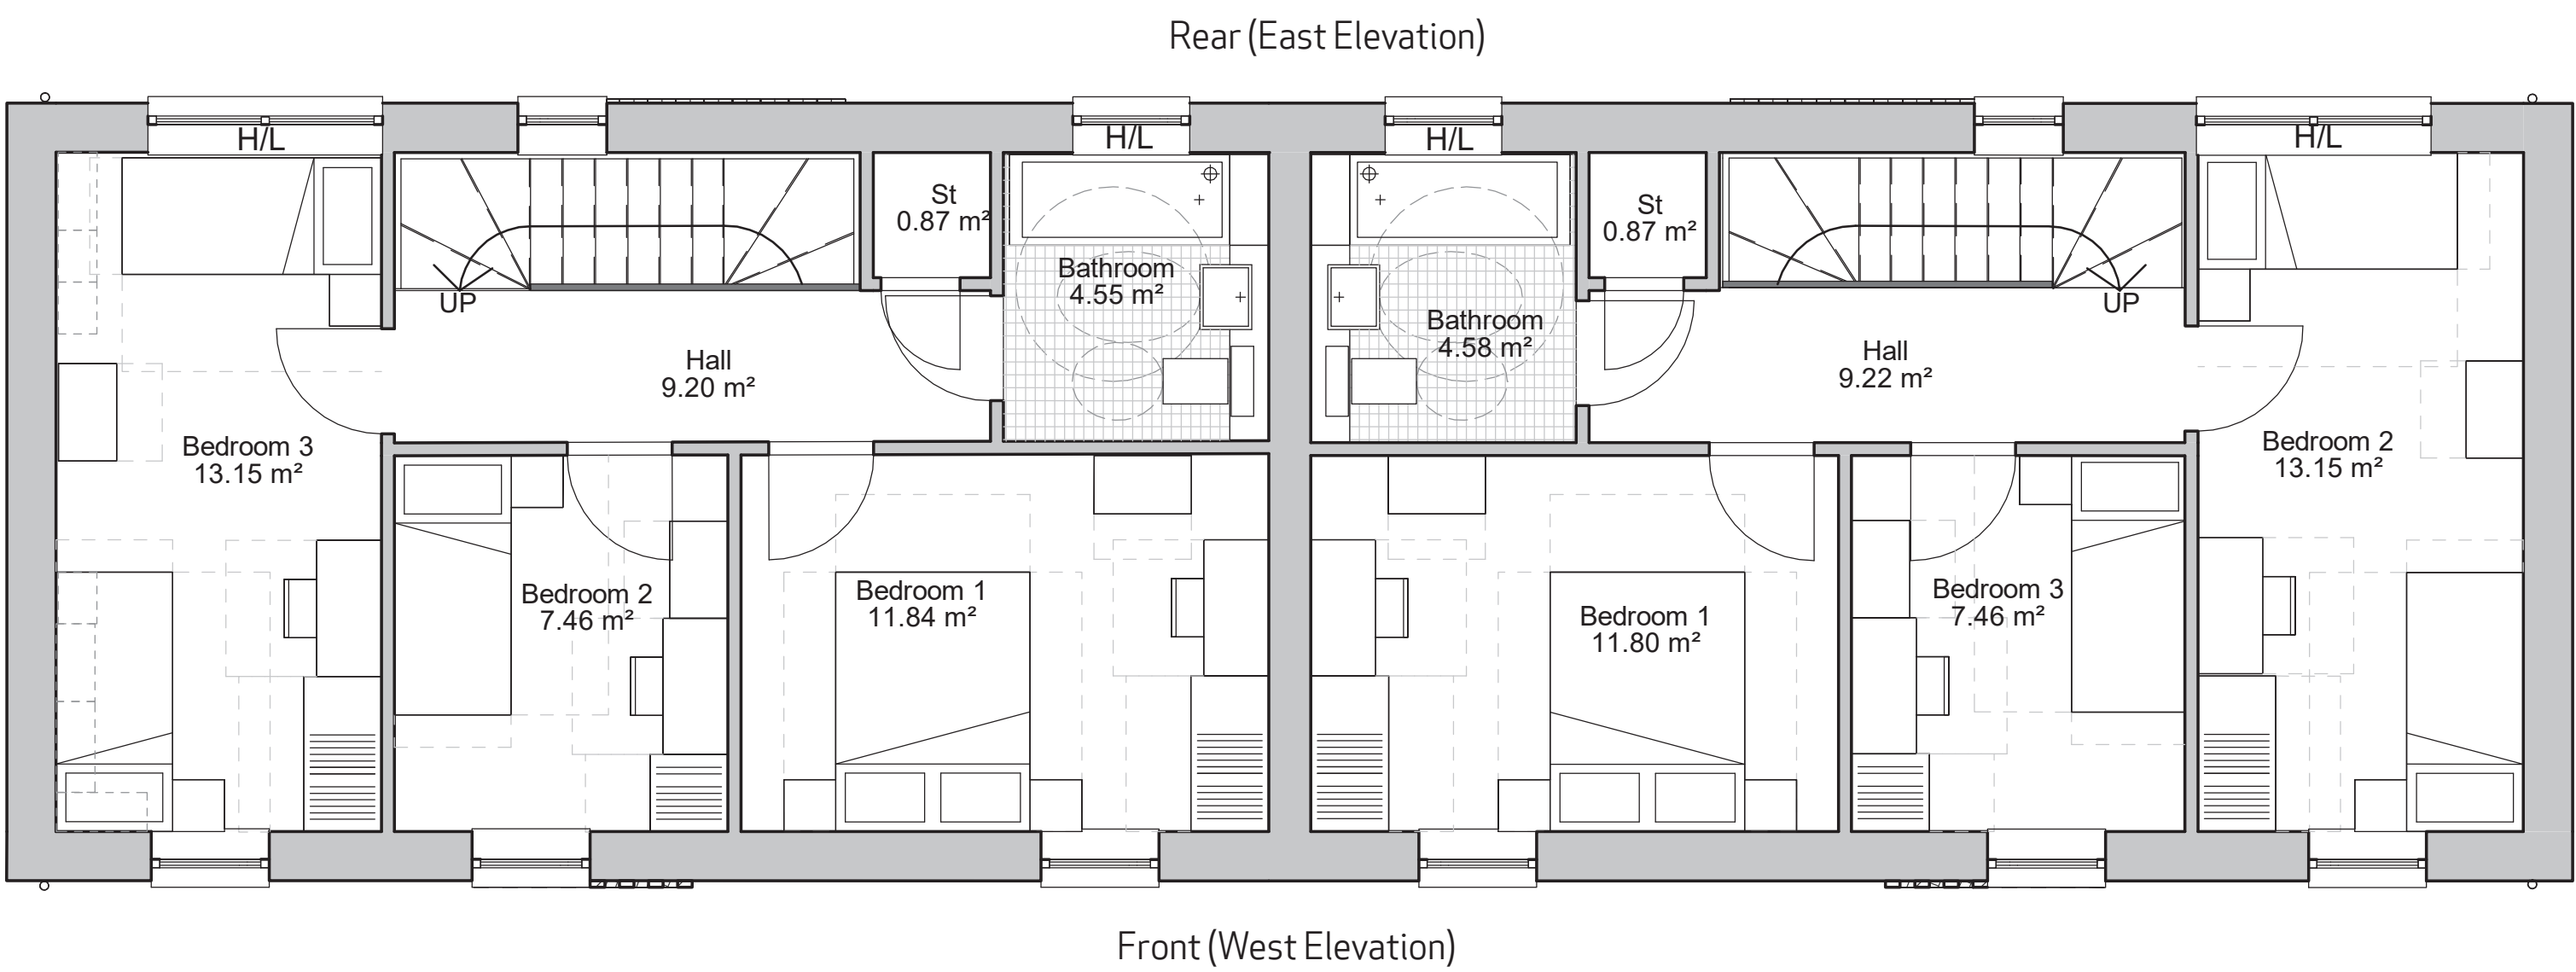 Rear (East Elevation)
H/L
H/L
H/L
H/L
St
0.87 m²
St
0.87 m²
Bathroom
4.55 m²
UP
UP
Bathroom
4.58 m²
Hall
9.20 m²
Hall
9.22 m²
Bedroom 3
13.15 m²
Bedroom 2
13.15 m²
Bedroom 2
7.46 m²
Bedroom 1
11.84 m²
Bedroom 1
11.80 m²
Bedroom 3
7.46 m²
Front (West Elevation)